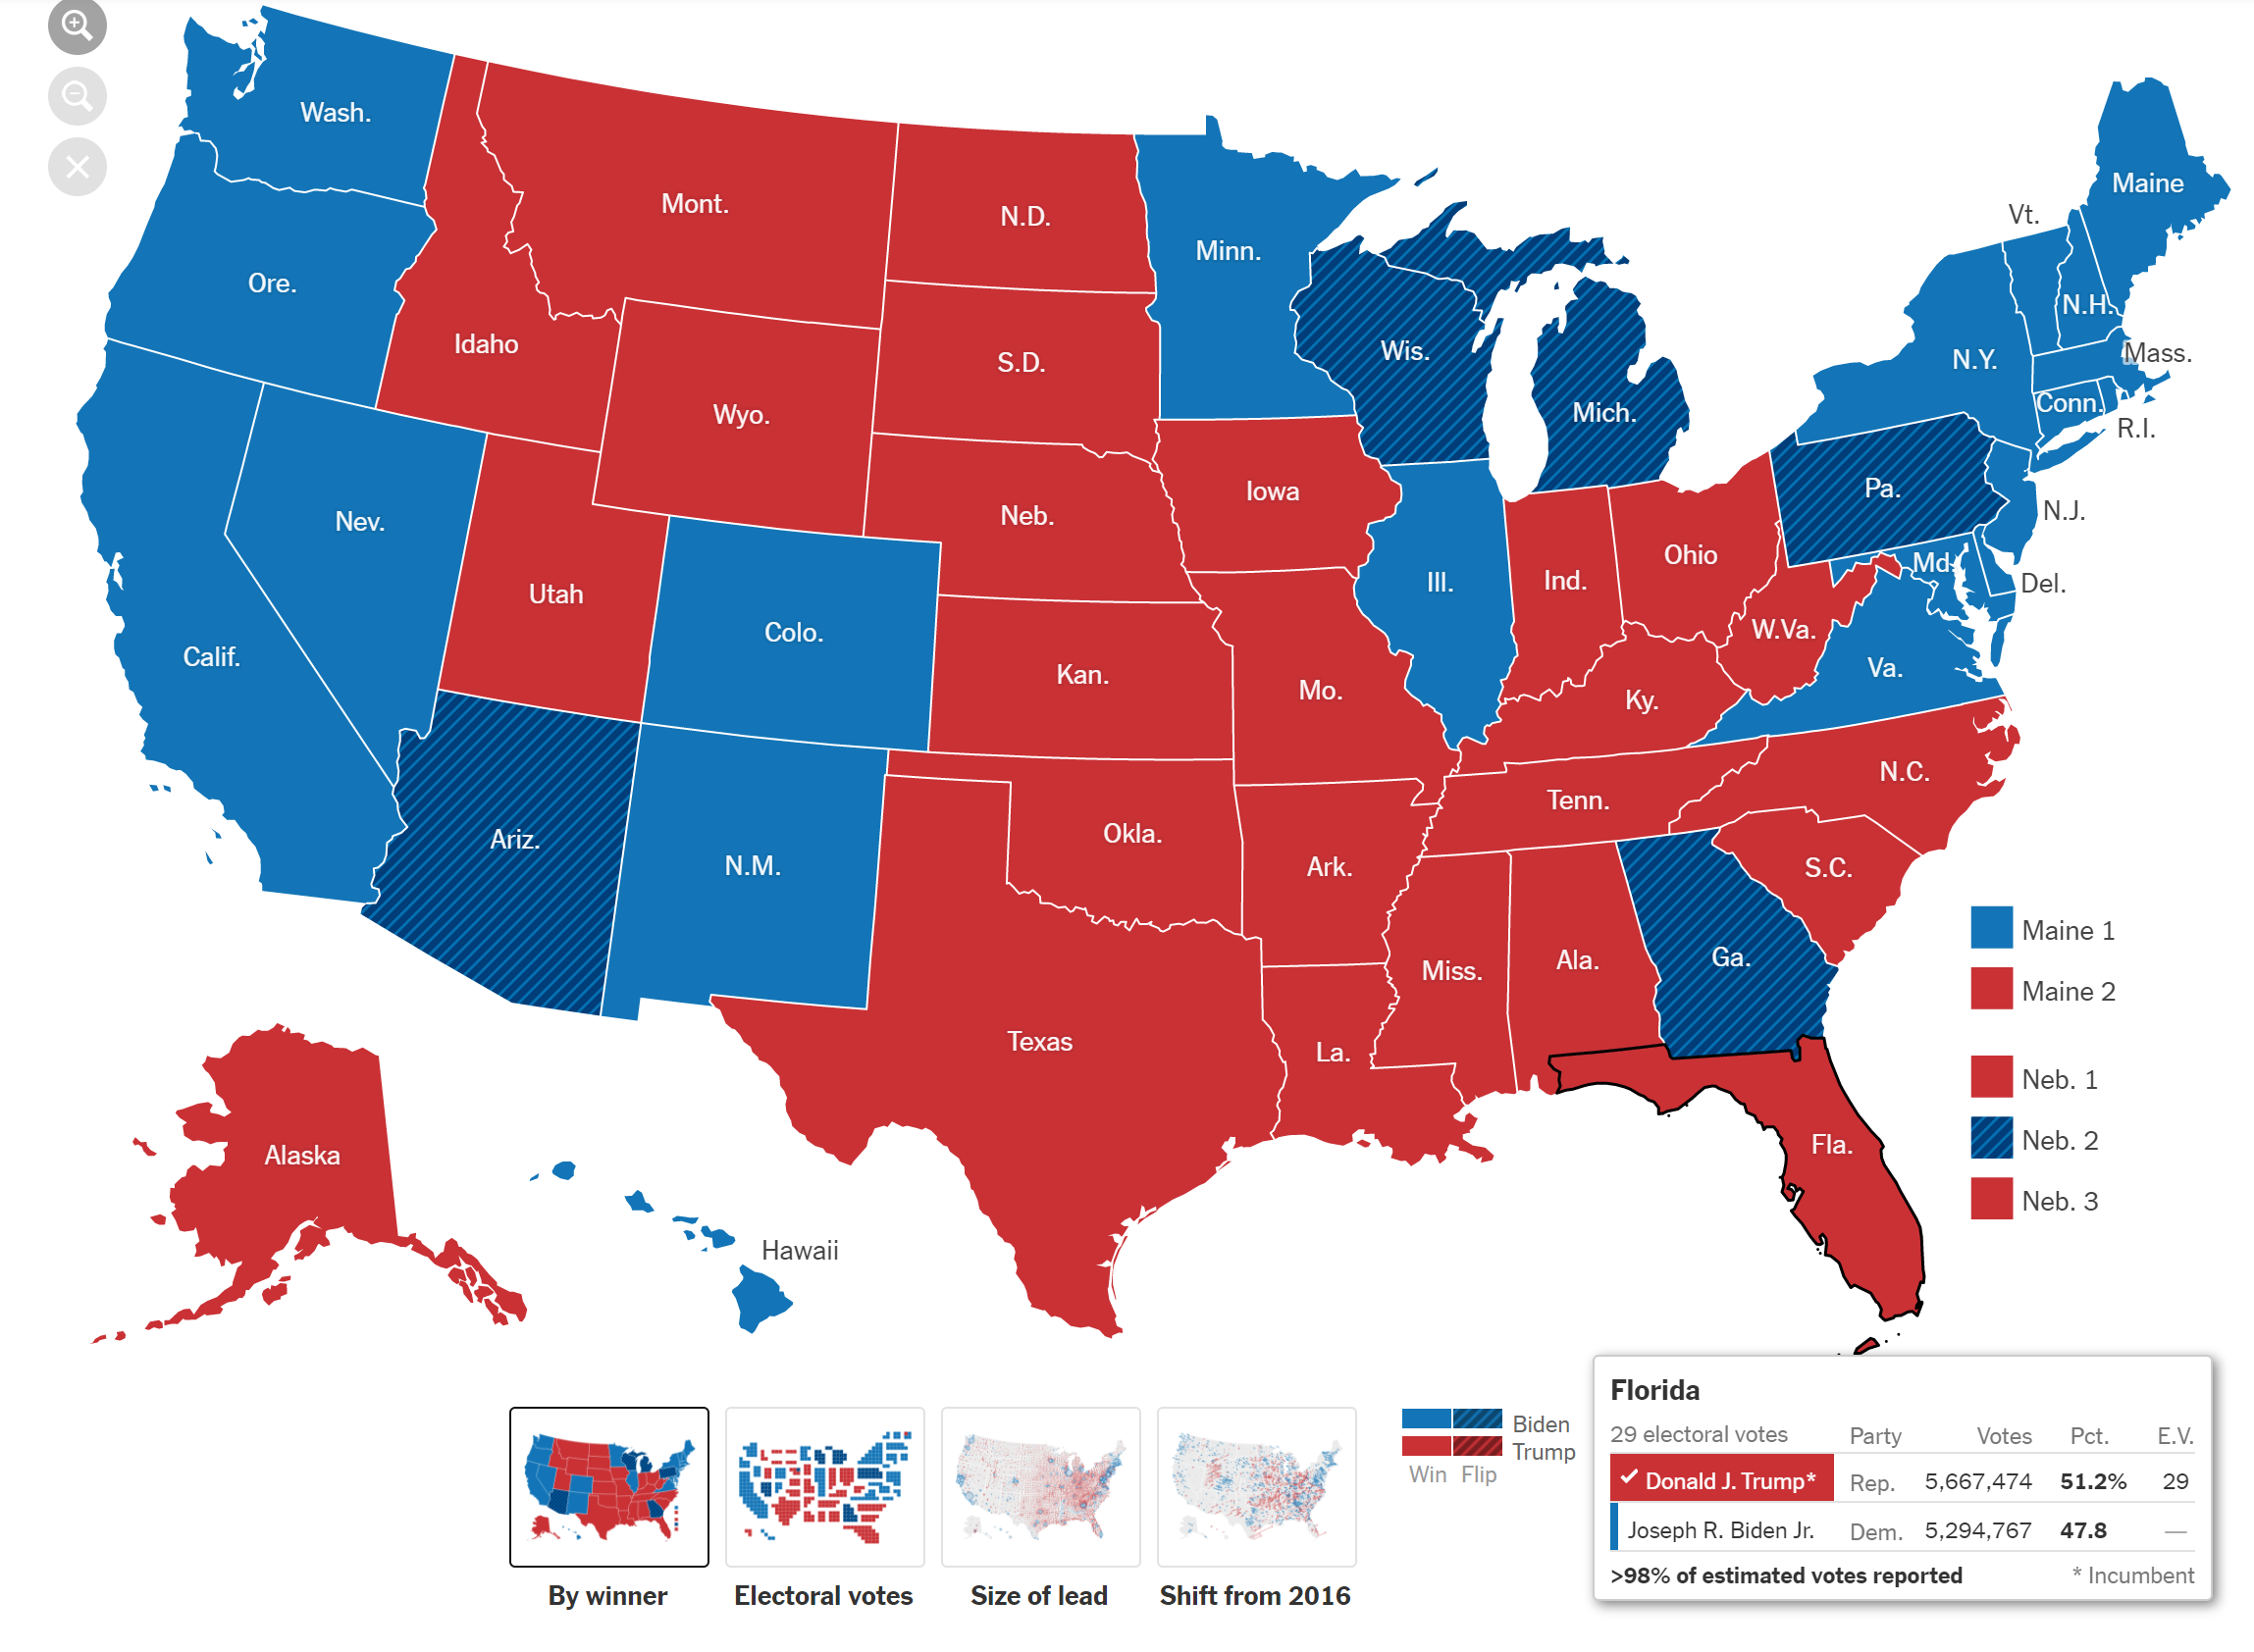 Wash.
Maine
Mont.
Vt.
N.D.
Minn.
Ore.
N.H.
Idaho
Wis.
Mass.
N.Y.
S.D.
Conn.
Wyo.
Mich.
R.I.
Pa.
Iowa
N.J.
Neb.
Nev.
Ohio
Md.
Ind.
Ill.
Del.
Utah
Colo.
W.Va.
Calif.
Va.
Kan.
Mo.
Ky.
N.C.
Tenn.
Okla.
Ariz.
N.M.
Ark.
S.C.
Maine 1
Ga.
Ala.
Miss.
Maine 2
Texas
La.
Neb. 1
Neb. 2
Fla.
Alaska
Neb. 3
Hawaii
Florida
29 electoral votes Party Votes Pct. E.V.
✓ Donald J. Trump* Rep. 5,667,474 51.2% 29
Joseph R. Biden Jr. Dem. 5,294,767 47.8 —
>98% of estimated votes reported * Incumbent
Biden
Trump
Win Flip
By winner Electoral votes Size of lead Shift from 2016